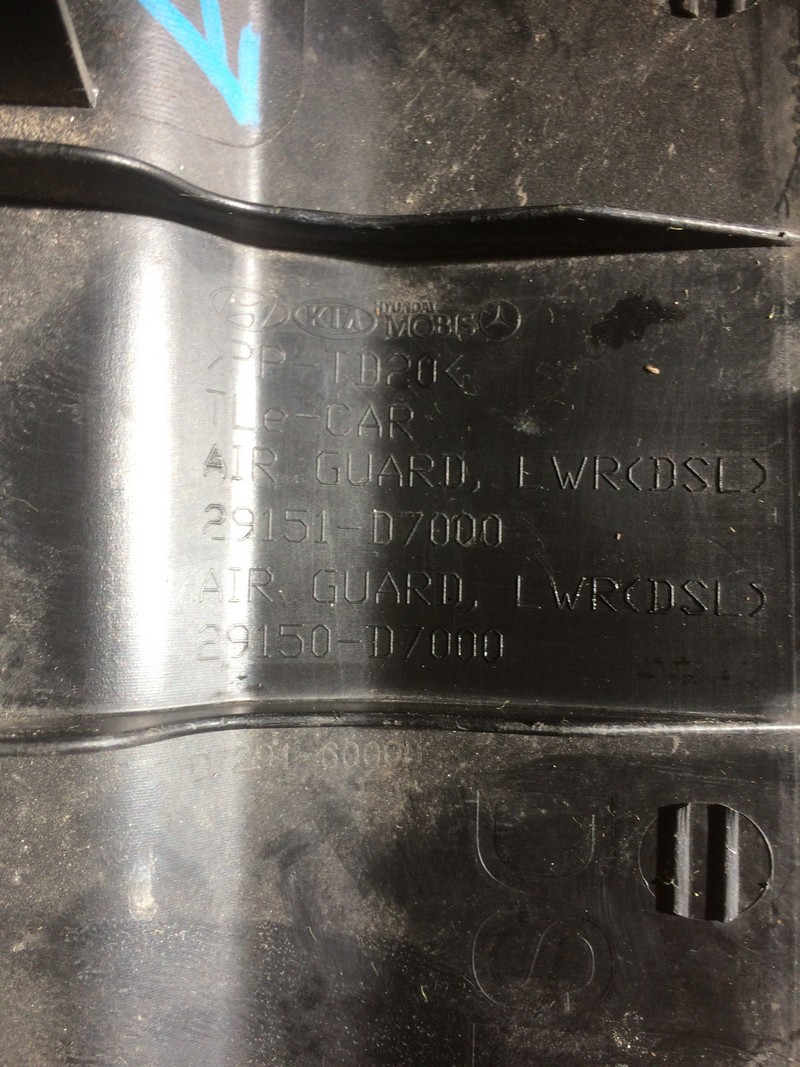 KIA HYUNDAI MOBIS
>PP-TD20<
TLe-CAR
AIR GUARD, LWR(DSL)
29151-D7000
AIR GUARD, LWR(DSL)
29150-D7000